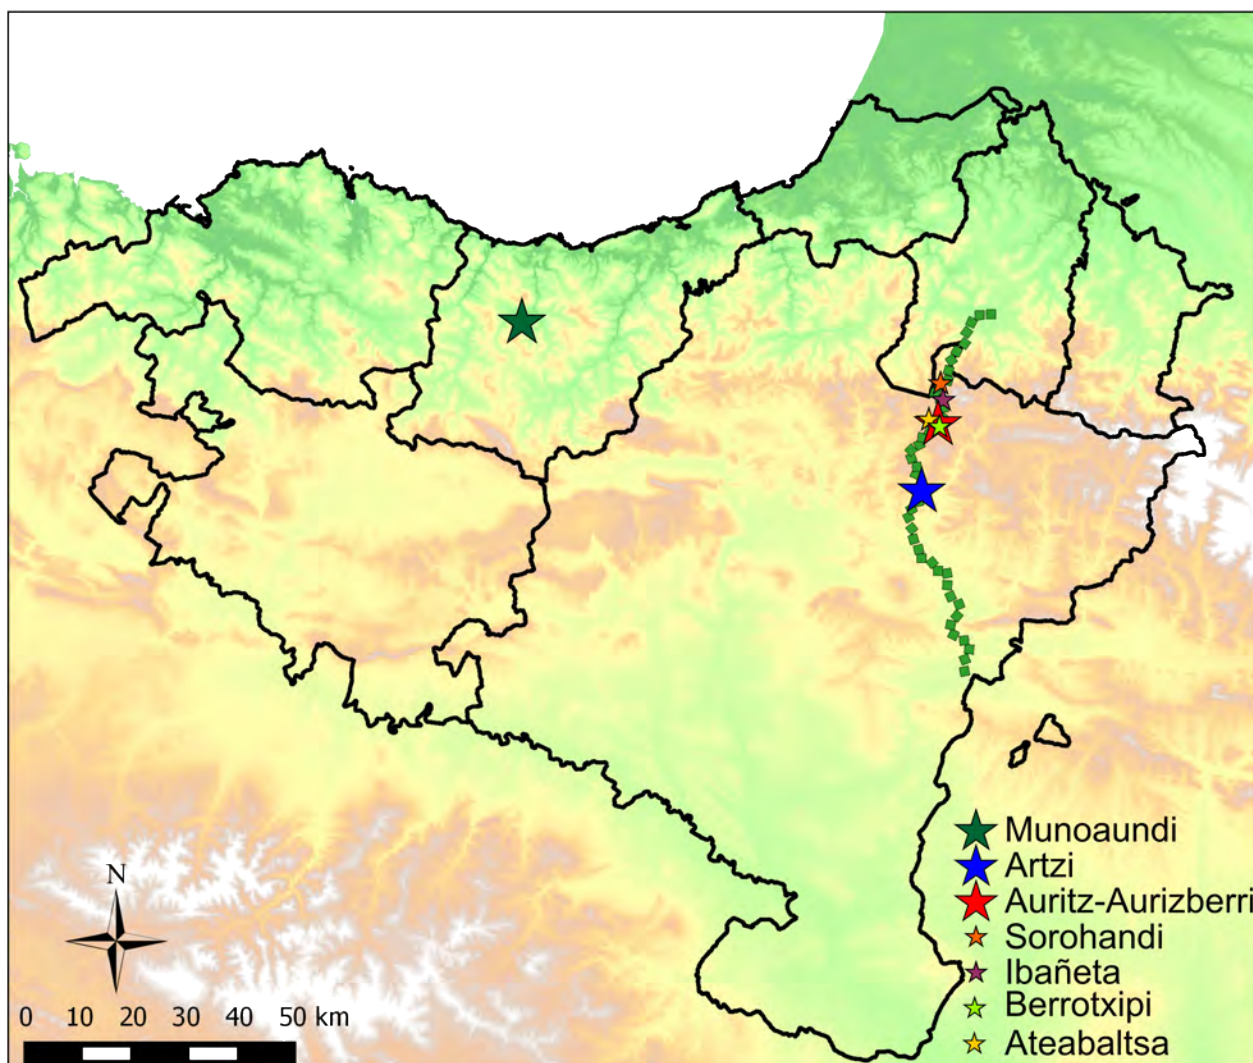 Munoaundi
Artzi
Auritz-Aurizberri
Sorohandi
Ibañeta
Berrotxipi
Ateabaltsa
N
0 10 20 30 40 50 km